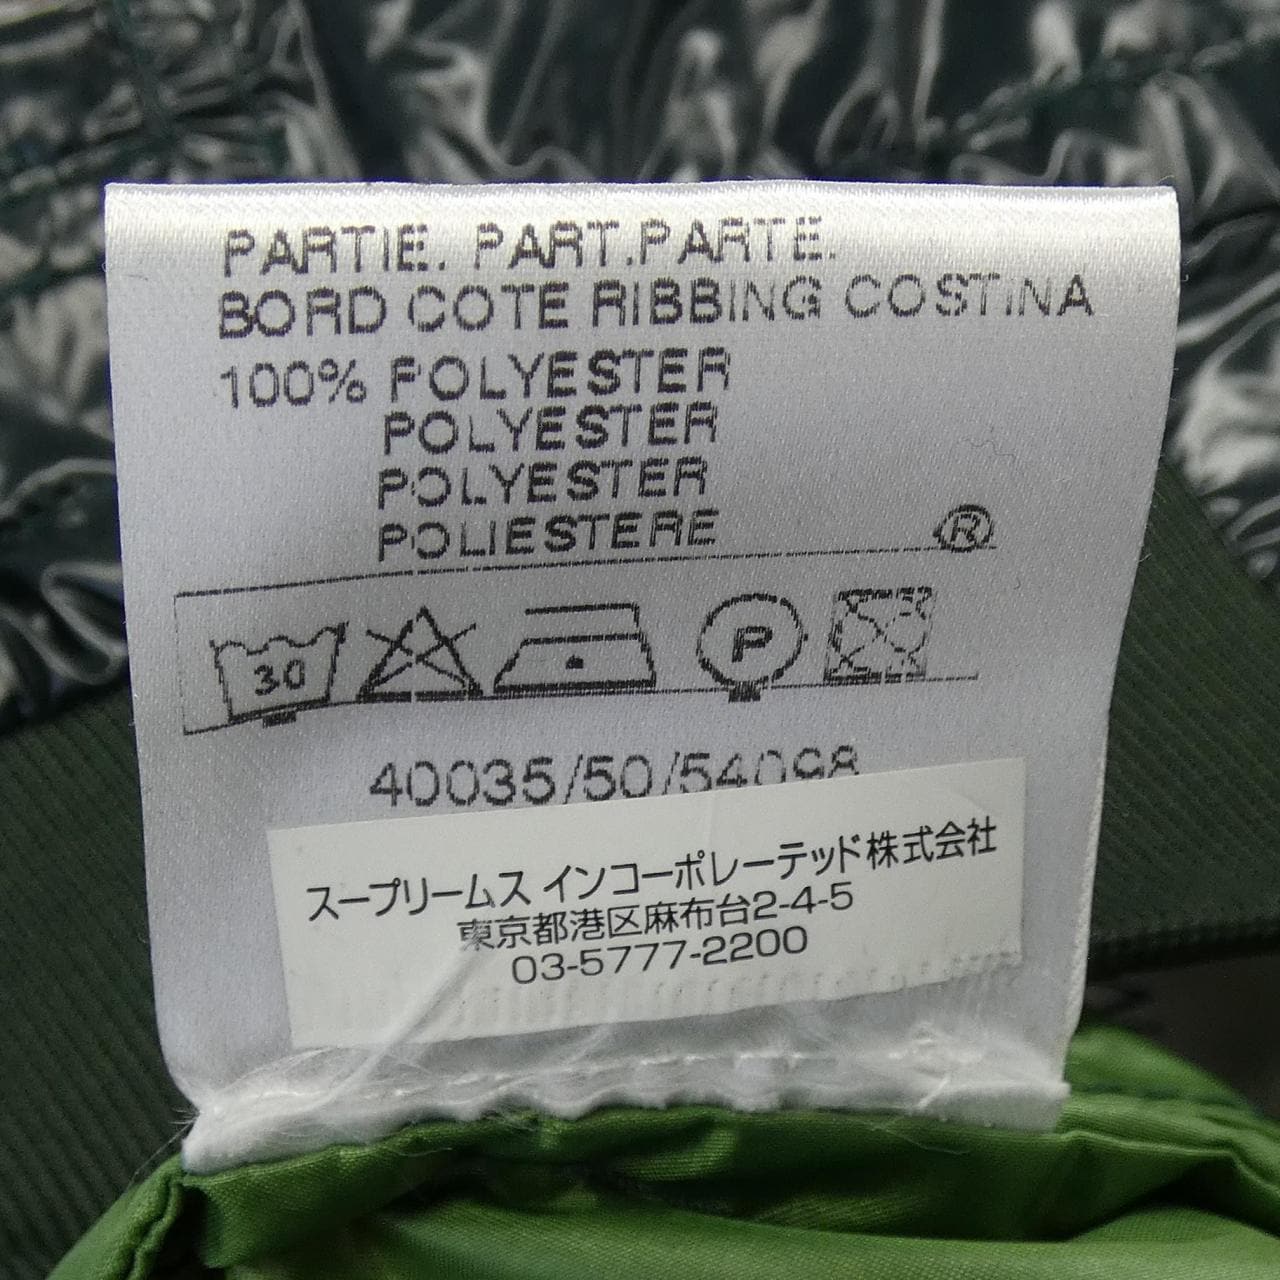 PARTIE. PART.PARTE.
BORD COTE RIBBING COSTINA
100% POLYESTER
POLYESTER
POLYESTER
POLIESTERE
®
30 P
40035/50/54098
スープリームス インコーポレーテッド株式会社
東京都港区麻布台2-4-5
03-5777-2200